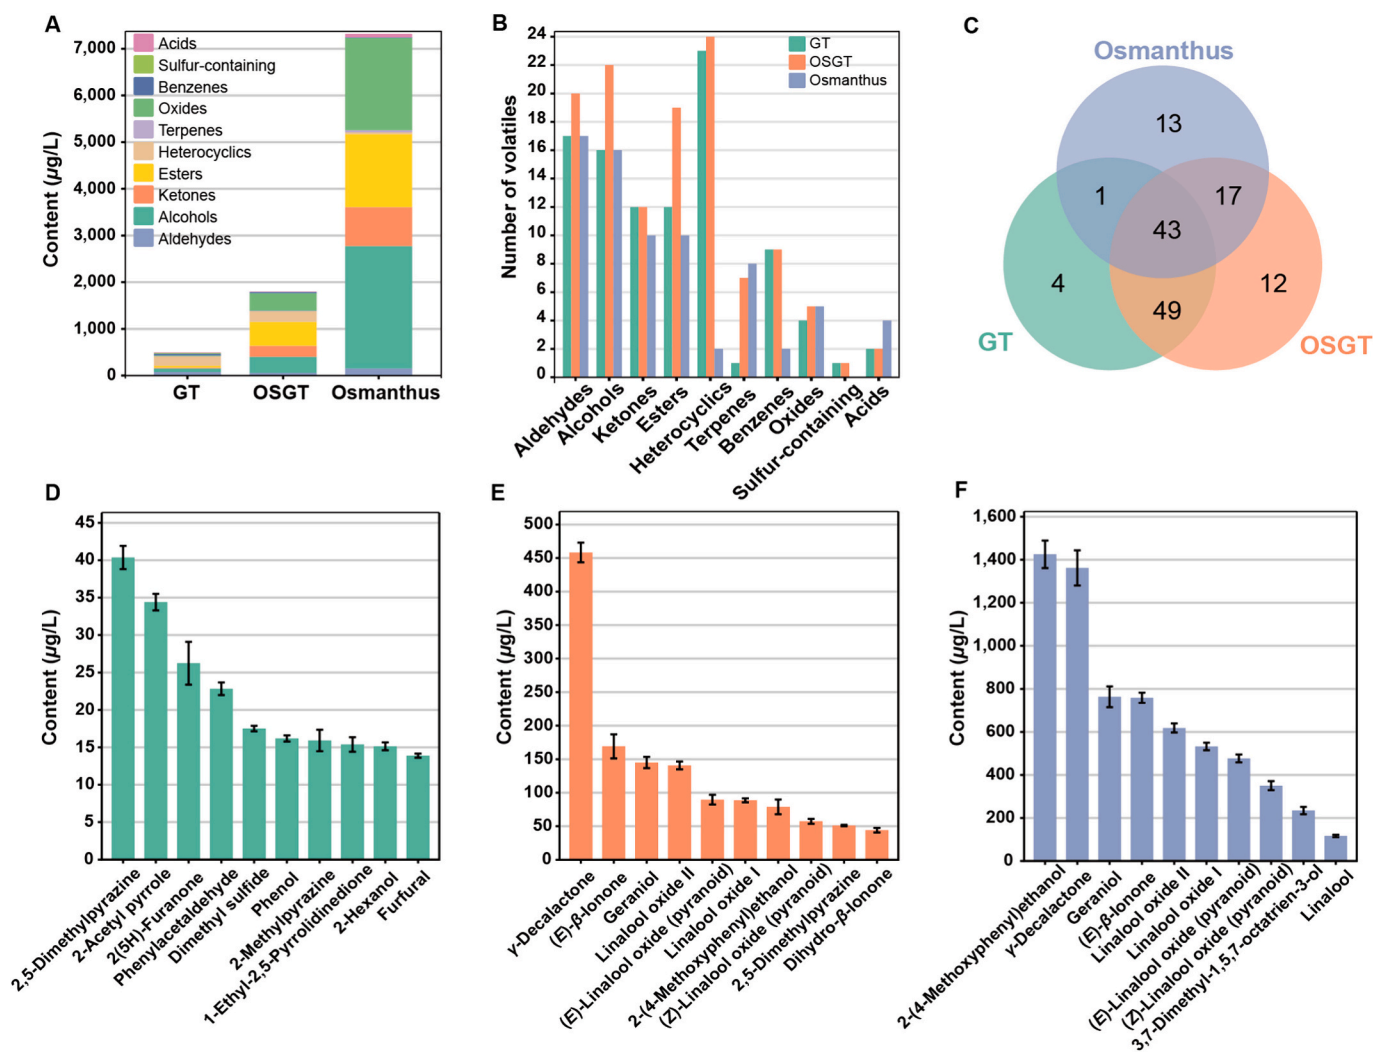 A
7,000
6,000
5,000
4,000
3,000
2,000
1,000
0
Content (µg/L)
Acids
Sulfur-containing
Benzenes
Oxides
Terpenes
Heterocyclics
Esters
Ketones
Alcohols
Aldehydes
GT
OSGT
Osmanthus
B
24
22
20
18
16
14
12
10
8
6
4
2
0
Number of volatiles
GT
OSGT
Osmanthus
Aldehydes
Alcohols
Ketones
Esters
Heterocyclics
Terpenes
Benzenes
Oxides
Sulfur-containing
Acids
C
Osmanthus
13
1
17
43
4
12
49
GT
OSGT
D
45
40
35
30
25
20
15
10
5
0
Content (µg/L)
2,5-Dimethylpyrazine
2-Acetyl pyrrole
2(5H)-Furanone
Phenylacetaldehyde
Dimethyl sulfide
Phenol
2-Methylpyrazine
1-Ethyl-2,5-Pyrrolidinedione
2-Hexanol
Furfural
E
500
450
400
350
300
250
200
150
100
50
0
Content (µg/L)
γ-Decalactone
(E)-β-Ionone
Geraniol
Linalool oxide II
(E)-Linalool oxide (pyranoid)
Linalool oxide I
2-(4-Methoxyphenyl)ethanol
(Z)-Linalool oxide (pyranoid)
2,5-Dimethylpyrazine
Dihydro-β-Ionone
F
1,600
1,400
1,200
1,000
800
600
400
200
0
Content (µg/L)
2-(4-Methoxyphenyl)ethanol
γ-Decalactone
Geraniol
(E)-β-Ionone
Linalool oxide II
Linalool oxide I
(E)-Linalool oxide (pyranoid)
(Z)-Linalool oxide (pyranoid)
3,7-Dimethyl-1,5,7-octatrien-3-ol
Linalool